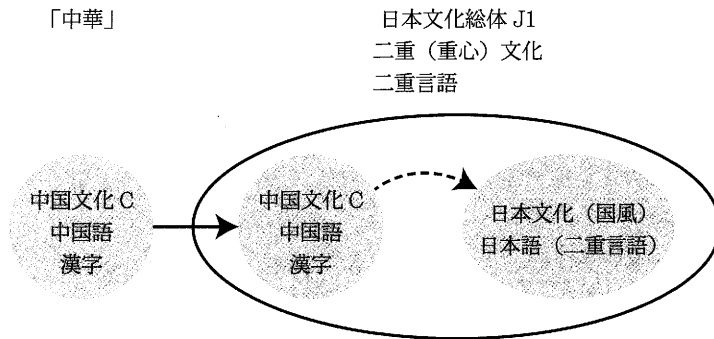 「中華」
日本文化総体 J1
二重（重心）文化
二重言語
中国文化 C
中国語
漢字
中国文化 C
中国語
漢字
日本文化（国風）
日本語（二重言語）